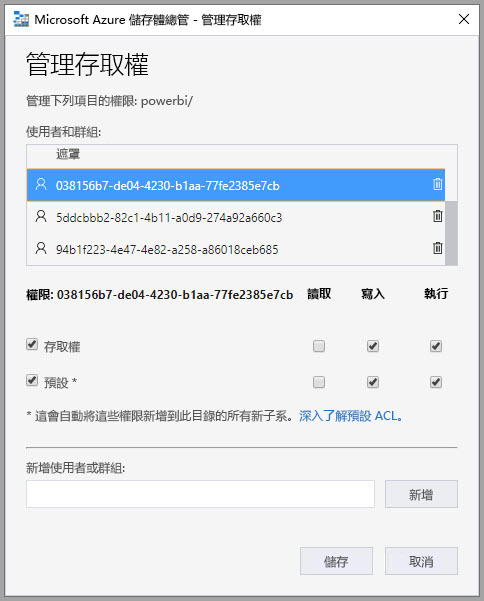 Microsoft Azure 儲存體總管 - 管理存取權
管理存取權
管理下列項目的權限: powerbi/
使用者和群組:
遮罩
038156b7-de04-4230-b1aa-77fe2385e7cb
5ddcbbb2-82c1-4b11-a0d9-274a92a660c3
94b1f223-4e47-4e82-a258-a86018ceb685
權限: 038156b7-de04-4230-b1aa-77fe2385e7cb 讀取 寫入 執行
存取權
預設 *
* 這會自動將這些權限新增到此目錄的所有新子系。深入了解預設 ACL。
新增使用者或群組:
新增
儲存 取消